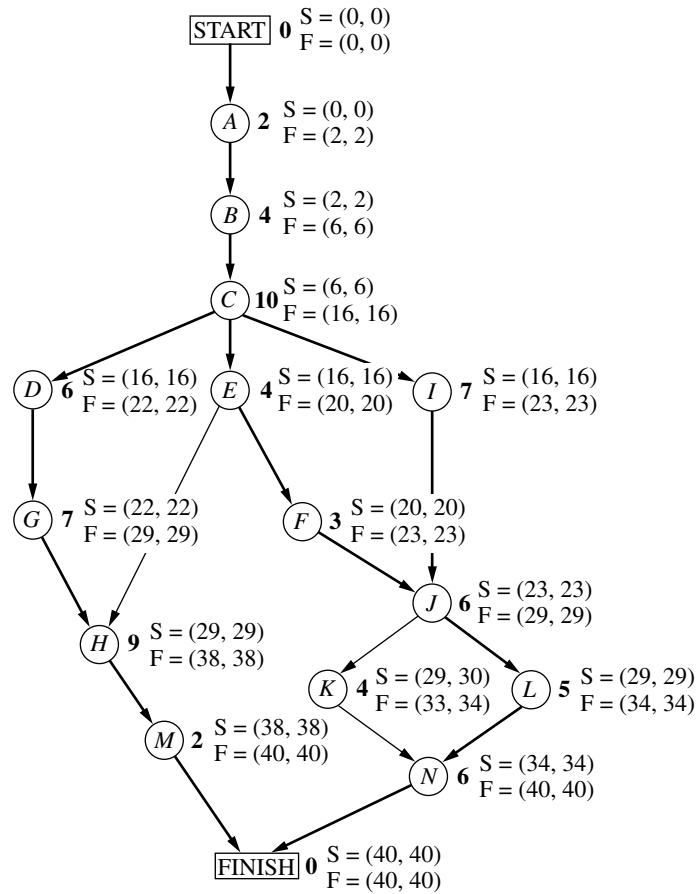 START 0 S = (0, 0)
F = (0, 0)
A 2 S = (0, 0)
F = (2, 2)
B 4 S = (2, 2)
F = (6, 6)
C 10 S = (6, 6)
F = (16, 16)
D 6 S = (16, 16)
F = (22, 22)
E 4 S = (16, 16)
F = (20, 20)
I 7 S = (16, 16)
F = (23, 23)
G 7 S = (22, 22)
F = (29, 29)
F 3 S = (20, 20)
F = (23, 23)
J 6 S = (23, 23)
F = (29, 29)
H 9 S = (29, 29)
F = (38, 38)
K 4 S = (29, 30)
F = (33, 34)
L 5 S = (29, 29)
F = (34, 34)
M 2 S = (38, 38)
F = (40, 40)
N 6 S = (34, 34)
F = (40, 40)
FINISH 0 S = (40, 40)
F = (40, 40)